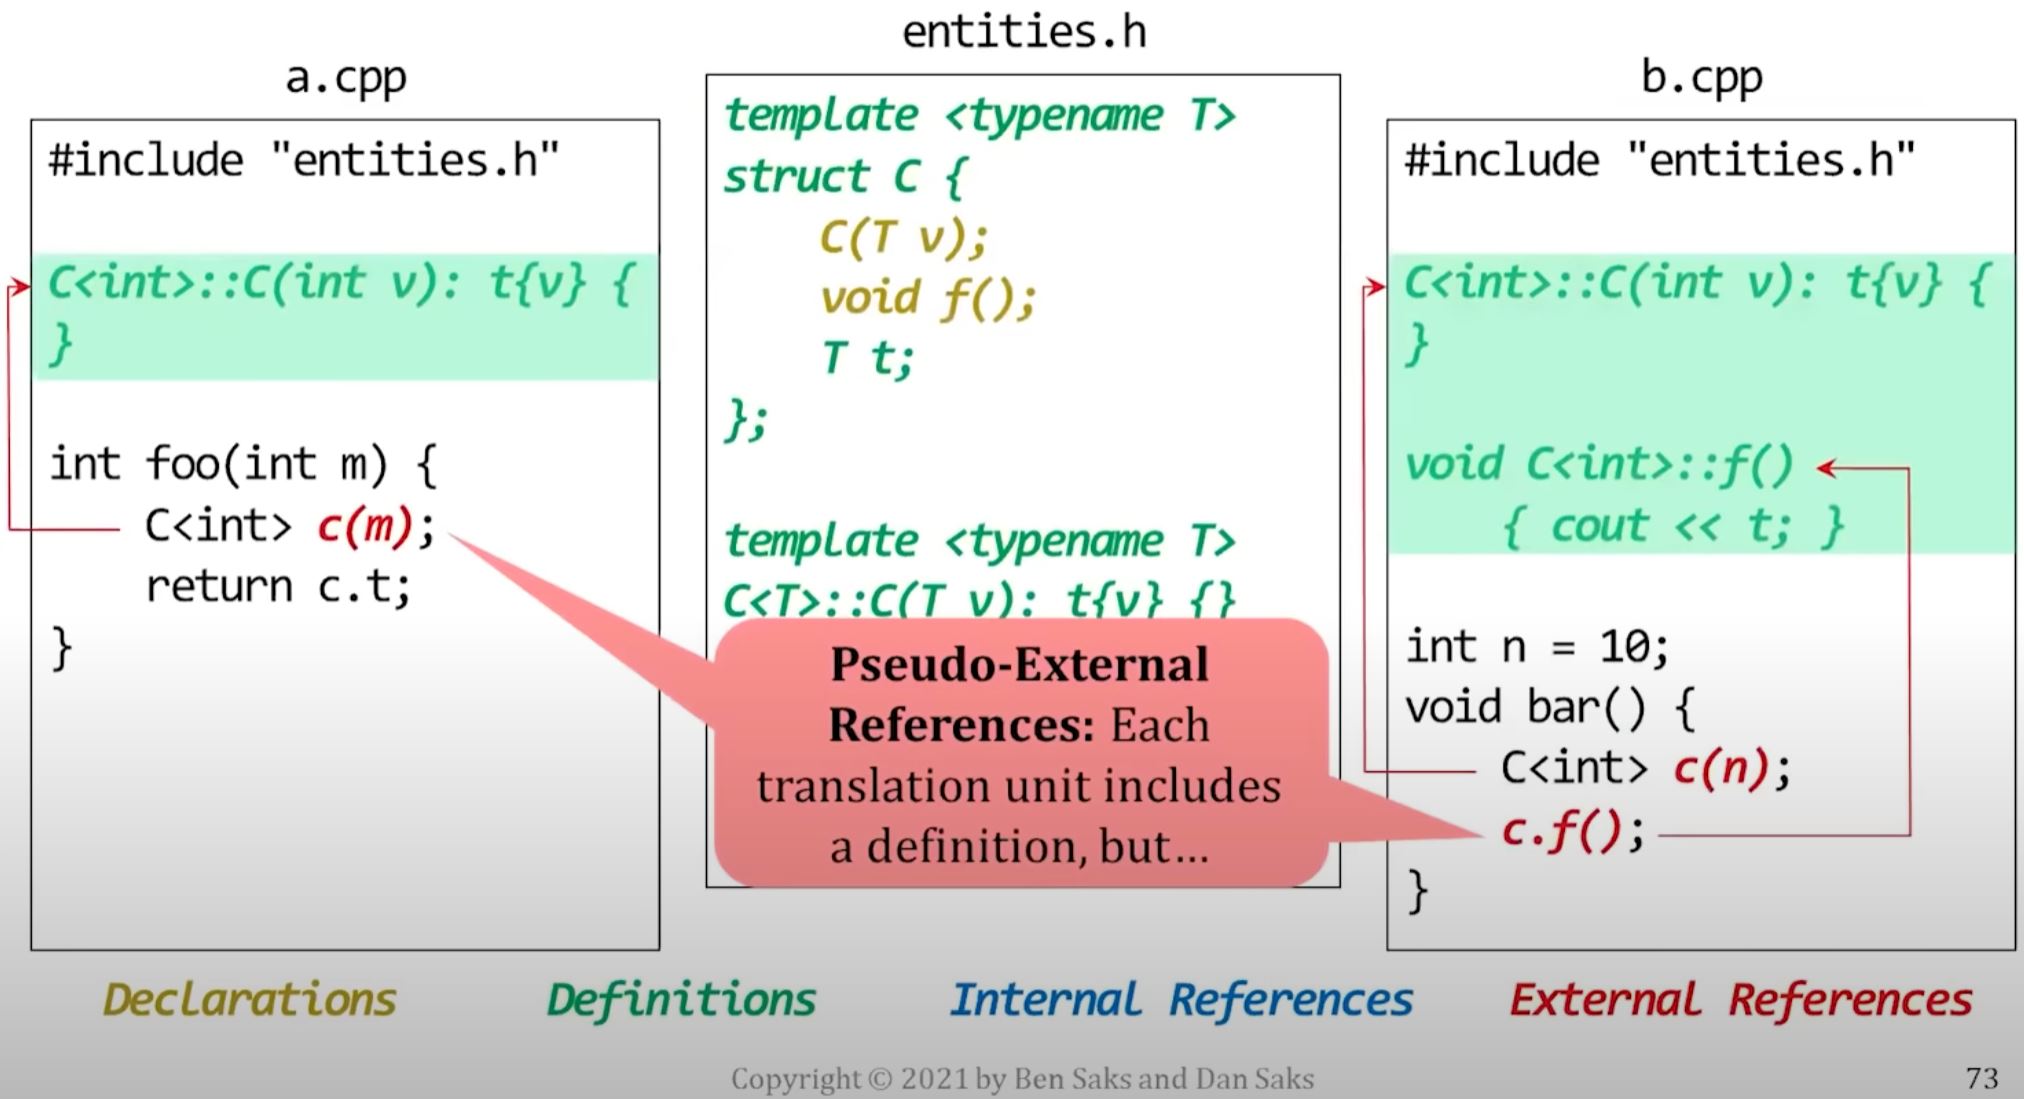 entities.h
a.cpp
#include "entities.h"
C<int>::C(int v): t{v} {
}
int foo(int m) {
C<int> c(m);
return c.t;
}
template <typename T>
struct C {
C(T v);
void f();
T t;
};
template <typename T>
C<T>::C(T v): t{v} {}
Pseudo-External
References: Each
translation unit includes
a definition, but…
b.cpp
#include "entities.h"
C<int>::C(int v): t{v} {
}
void C<int>::f()
{ cout << t; }
int n = 10;
void bar() {
C<int> c(n);
c.f();
}
Declarations
Definitions
Internal References
External References
Copyright © 2021 by Ben Saks and Dan Saks
73